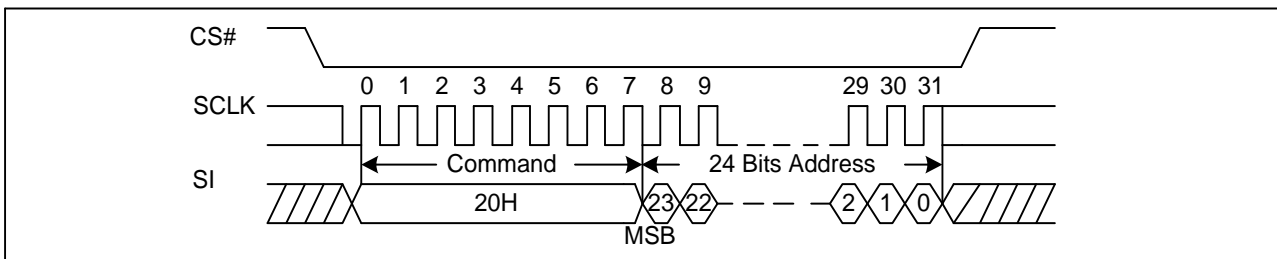 CS#
0 1 2 3 4 5 6 7 8 9 29 30 31
SCLK
Command 24 Bits Address
SI
20H 23 22 2 1 0
MSB